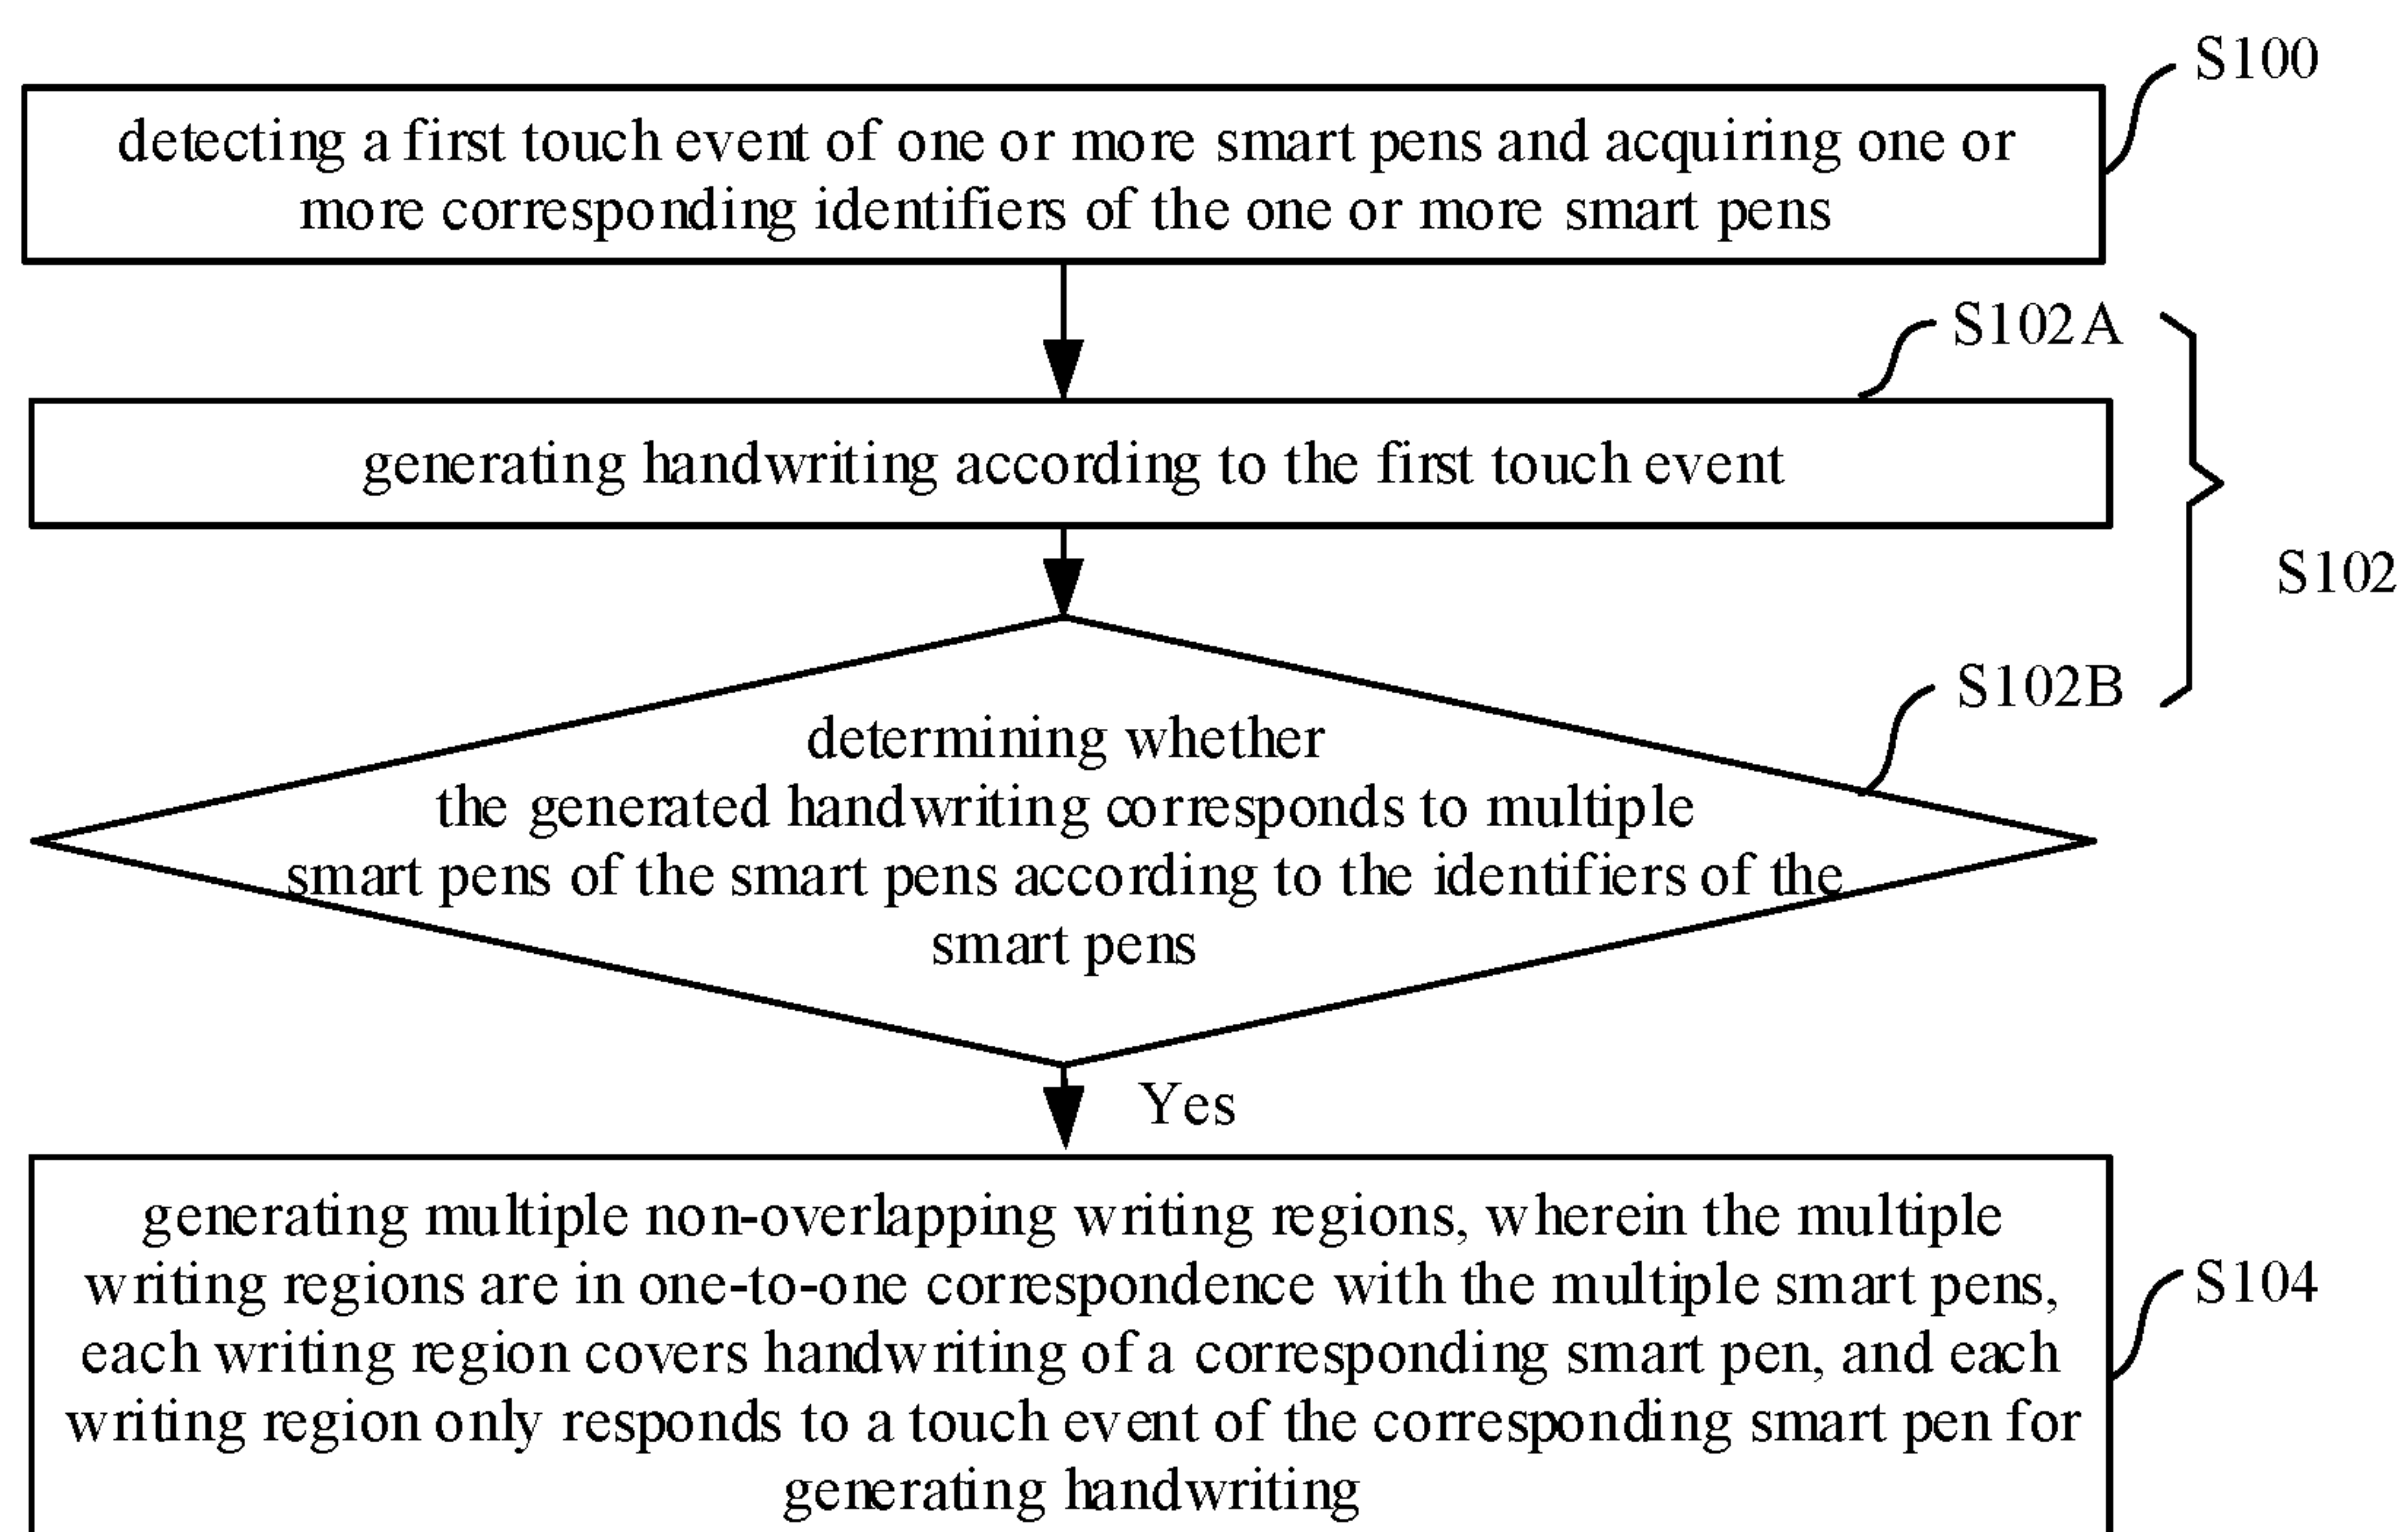 S100
detecting a first touch event of one or more smart pens and acquiring one or
more corresponding identifiers of the one or more smart pens
S102A
generating handwriting according to the first touch event
S102
S102B
determining whether
the generated handwriting corresponds to multiple
smart pens of the smart pens according to the identifiers of the
smart pens
Yes
generating multiple non-overlapping writing regions, wherein the multiple
writing regions are in one-to-one correspondence with the multiple smart pens,
S104
each writing region covers handwriting of a corresponding smart pen, and each
writing region only responds to a touch event of the corresponding smart pen for
generating handwriting